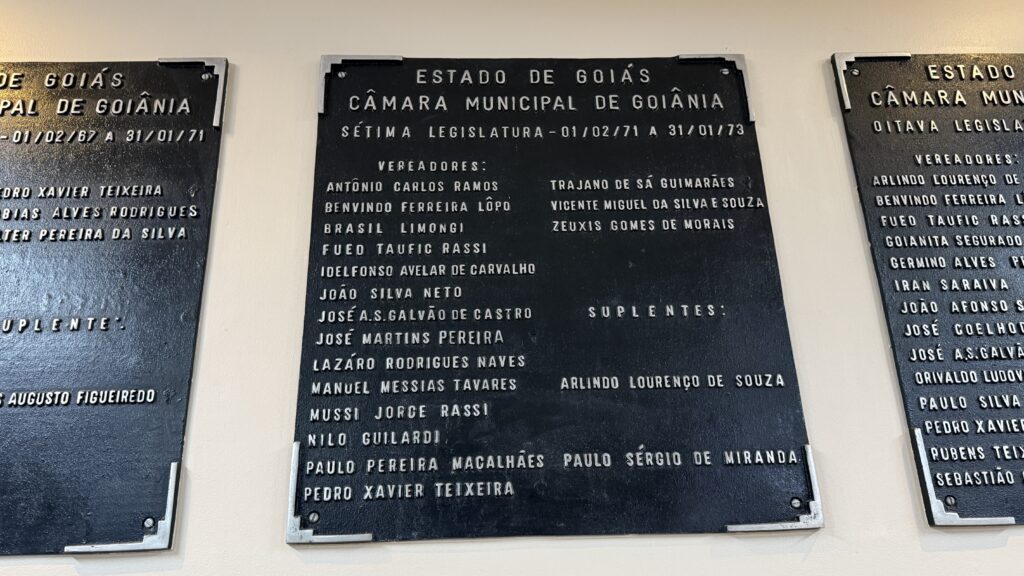 DE GOIÁS
PAL DE GOIÂNIA
-01/02/67 A 31/01/71
PEDRO XAVIER TEIXEIRA
BIAS ALVES RODRIGUES
TER PEREIRA DA SILVA
SUPLENTE:
S AUGUSTO FIGUEIREDO
ESTADO DE GOIÁS
CÂMARA MUNICIPAL DE GOIÂNIA
SÉTIMA LEGISLATURA-01/02/71 A 31/01/73
VEREADORES:
ANTÔNIO CARLOS RAMOS
BENVINDO FERREIRA LÔPO
BRASIL LIMONGI
FUED TAUFIC RASSI
IDELFONSO AVELAR DE CARVALHO
JOÃO SILVA NETO
JOSÉ A.S.GALVÃO DE CASTRO
JOSÉ MARTINS PEREIRA
LAZÁRO RODRIGUES NAVES
MANUEL MESSIAS TAVARES
MUSSI JORGE RASSI
NILO GUILARDI
PAULO PEREIRA MAGALHÃES
PEDRO XAVIER TEIXEIRA
TRAJANO DE SÁ GUIMARÃES
VICENTE MIGUEL DA SILVA E SOUZA
ZEUXIS GOMES DE MORAIS
SUPLENTES:
ARLINDO LOURENÇO DE SOUZA
PAULO SÉRGIO DE MIRANDA
ESTADO
CÂMARA MUN
OITAVA LEGISLA
VEREADORES:
ARLINDO LOURENÇO DE
BENVINDO FERREIRA L
FUED TAUFIC RASS
GOIANITA SEGURADO
GERMINO ALVES PE
IRAN SARAIVA
JOÃO AFONSO S
JOSÉ COELHO
JOSÉ A.S.GALVÃ
ORIVALDO LUDOV
PAULO SILVA
PEDRO XAVIER
RUBENS TEIX
SEBASTIÃO